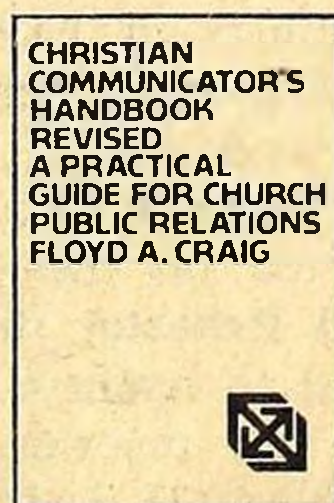 CHRISTIAN
COMMUNICATOR'S
HANDBOOK
REVISED
A PRACTICAL
GUIDE FOR CHURCH
PUBLIC RELATIONS
FLOYD A. CRAIG